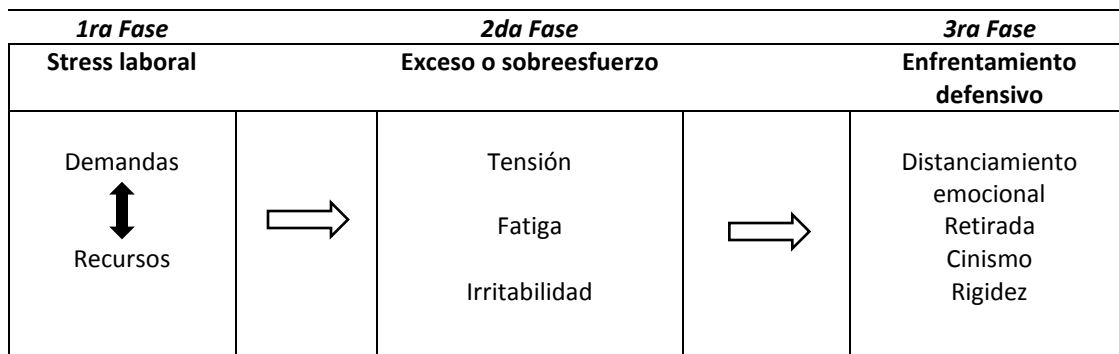 1ra Fase 2da Fase 3ra Fase
Stress laboral Exceso o sobreesfuerzo Enfrentamiento
defensivo
Demandas Tensión Distanciamiento
emocional
Fatiga Retirada
Recursos Cinismo
Irritabilidad Rigidez